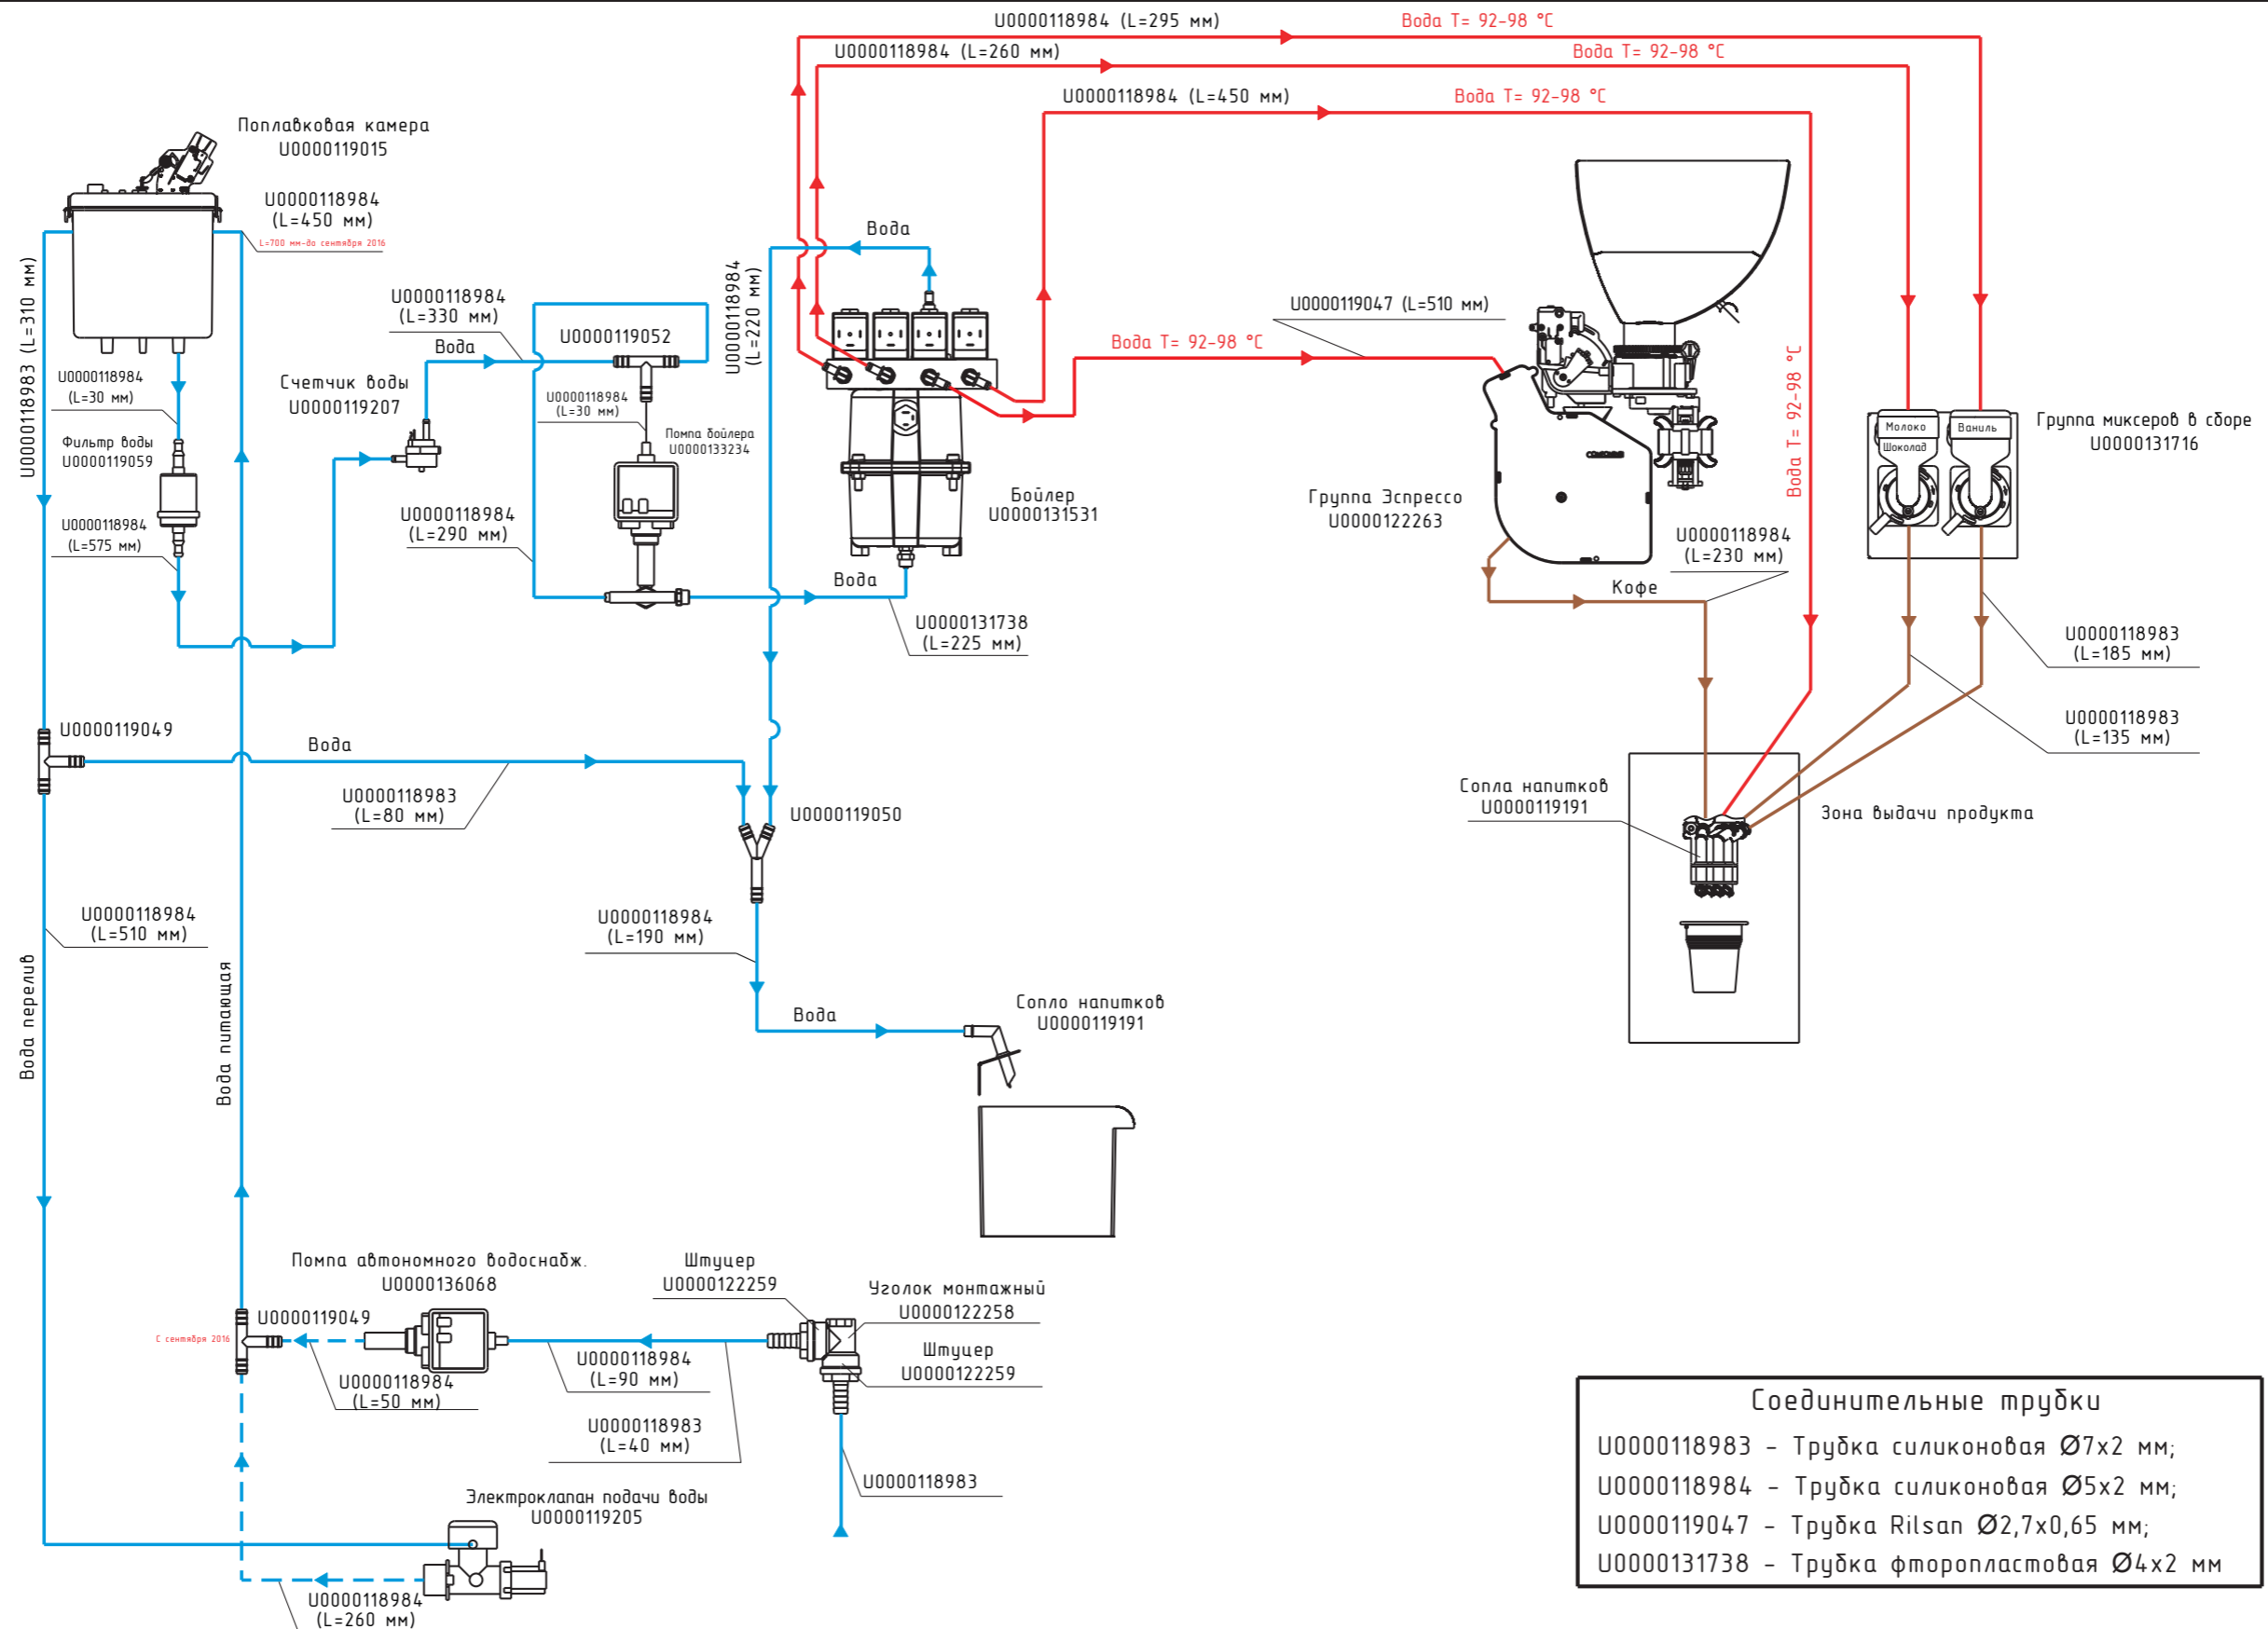 U0000118984 (L=295 мм)
Вода T= 92-98 °C
U0000118984 (L=260 мм)
Вода T= 92-98 °C
U0000118984 (L=450 мм)
Вода T= 92-98 °C
Поплавковая камера
U0000119015
U0000118984
(L=450 мм)
L=700 мм-до сентября 2016
U0000118983 (L=310 мм)
U0000118984
(L=330 мм)
Вода
U0000119052
U0000118984
(L=220 мм)
Вода
U0000119047 (L=510 мм)
Вода T= 92-98 °C
Вода T= 92-98 °C
U0000118984
(L=30 мм)
Счетчик воды
U0000119207
U0000118984
(L=30 мм)
Помпа бойлера
U0000133234
Фильтр воды
U0000119059
U0000118984
(L=575 мм)
U0000118984
(L=290 мм)
Бойлер
U0000131531
Группа Эспрессо
U0000122263
Молоко
Шоколад
Ваниль
Группа миксеров в сборе
U0000131716
U0000118984
(L=230 мм)
Вода
Кофе
U0000131738
(L=225 мм)
U0000118983
(L=185 мм)
U0000118983
(L=135 мм)
U0000119049
Вода
U0000118983
(L=80 мм)
U0000119050
Сопла напитков
U0000119191
Зона выдачи продукта
U0000118984
(L=510 мм)
U0000118984
(L=190 мм)
Вода перелив
Вода питающая
Вода
Сопло напитков
U0000119191
Помпа автономного водоснабж.
U0000136068
Штуцер
U0000122259
Уголок монтажный
U0000122258
Штуцер
U0000122259
С сентября 2016
U0000119049
U0000118984
(L=50 мм)
U0000118984
(L=90 мм)
U0000118983
(L=40 мм)
U0000118983
Электроклапан подачи воды
U0000119205
U0000118984
(L=260 мм)
Соединительные трубки
U0000118983 - Трубка силиконовая Ø7x2 мм;
U0000118984 - Трубка силиконовая Ø5x2 мм;
U0000119047 - Трубка Rilsan Ø2,7x0,65 мм;
U0000131738 - Трубка фторопластовая Ø4x2 мм